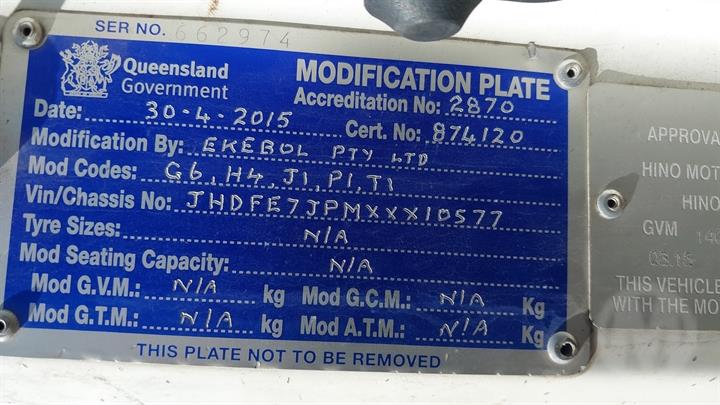 SER NO. 662974
Queensland
Government
MODIFICATION PLATE
Accreditation No: 2870
Date: 30-4-2015 Cert. No: 874120
Modification By: EKEBOL PTY LTD
Mod Codes: G6, H4, J1, P1, T1
Vin/Chassis No: JHDFE7JPMXXX10577
Tyre Sizes: N/A
Mod Seating Capacity: N/A
Mod G.V.M.: N/A kg Mod G.C.M.: N/A Kg
Mod G.T.M.: N/A kg Mod A.T.M.: N/A Kg
THIS PLATE NOT TO BE REMOVED
APPROVA
HINO MOT
HINO
GVM
03.15
THIS VEHICLE
WITH THE MO